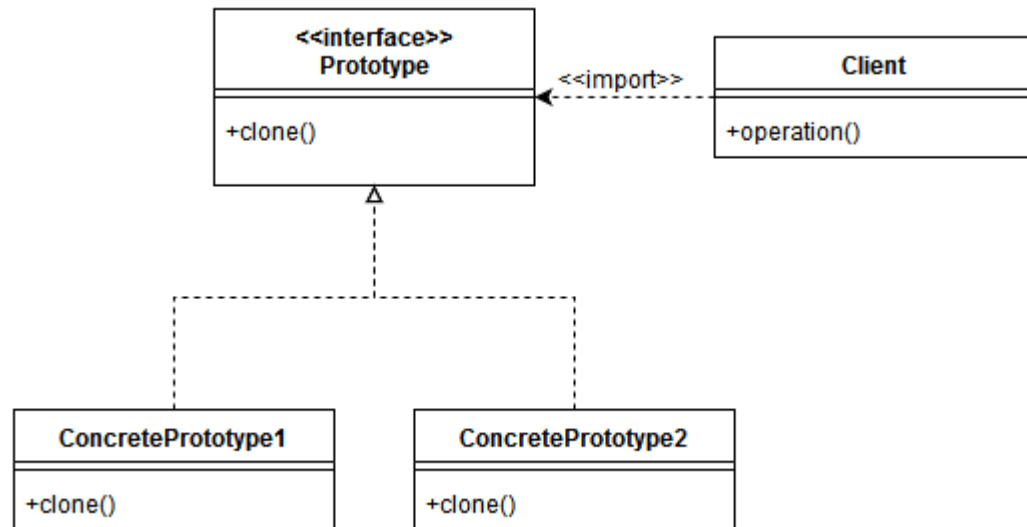 <<interface>>
Prototype
+clone()
<<import>>
Client
+operation()
ConcretePrototype1
+clone()
ConcretePrototype2
+clone()